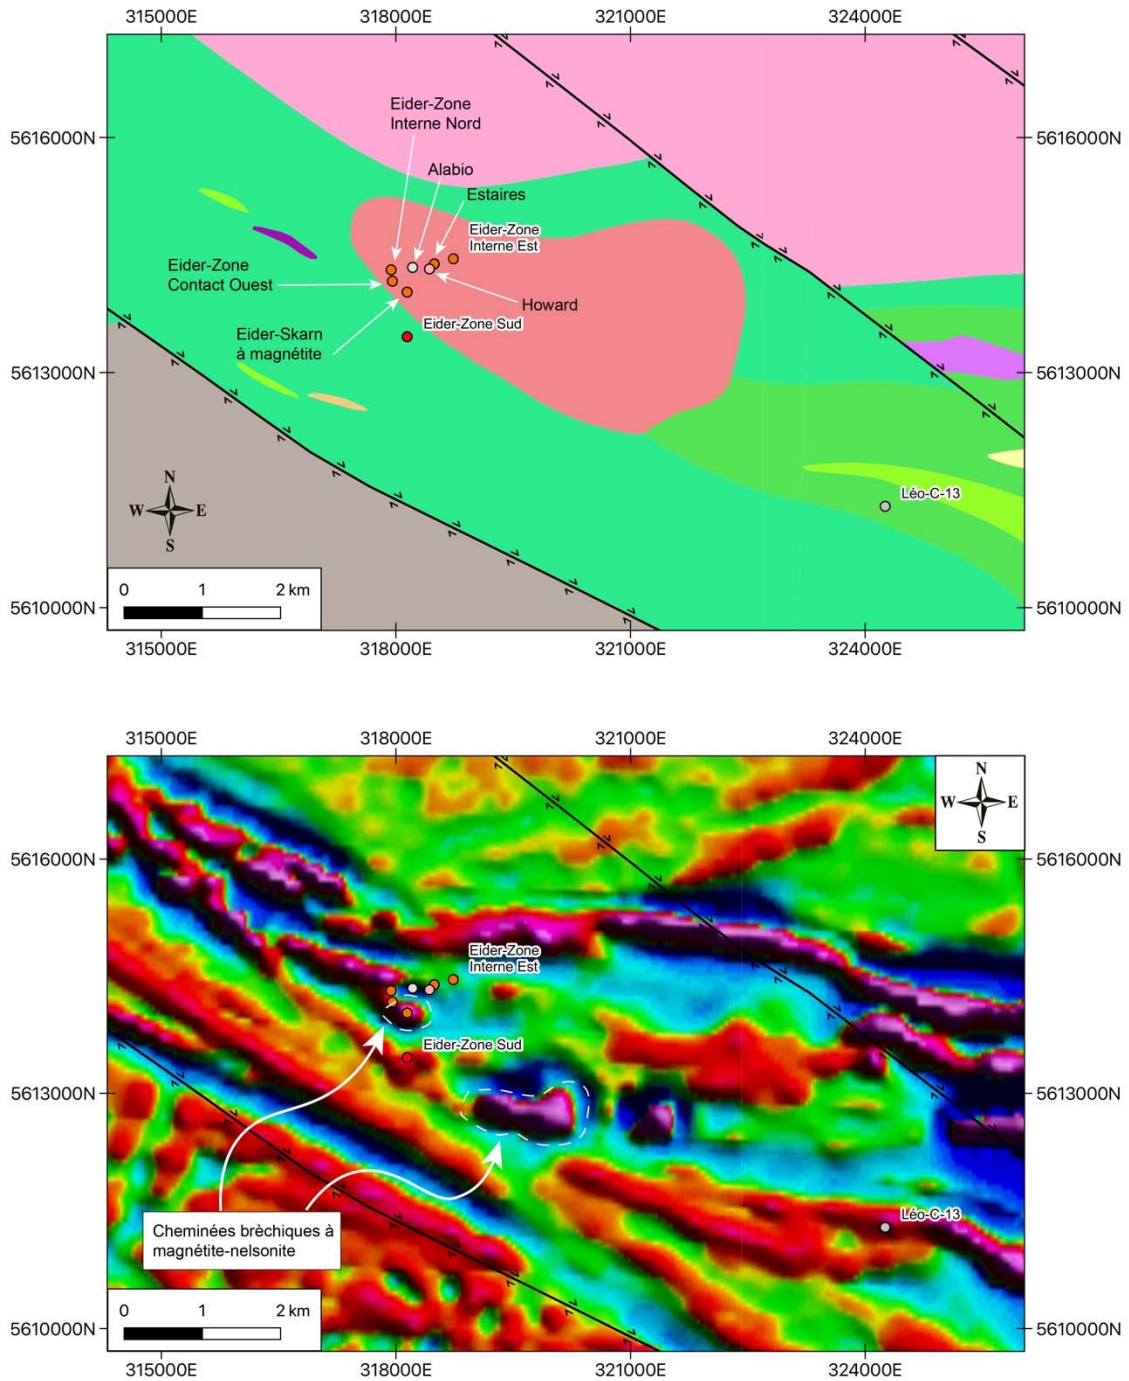 315000E
318000E
321000E
324000E
Eider-Zone
Interne Nord
5616000N
5616000N
Alabio
Estaires
Eider-Zone
Interne Est
Eider-Zone
Contact Ouest
Howard
Eider-Zone Sud
Eider-Skarn
à magnétite
5613000N
5613000N
N
W
E
S
Léo-C-13
0
1
2 km
5610000N
5610000N
315000E
318000E
321000E
324000E
315000E
318000E
321000E
324000E
N
W
E
S
5616000N
5616000N
Eider-Zone
Interne Est
Eider-Zone Sud
5613000N
5613000N
Léo-C-13
Cheminées brèchiques à
magnétite-nelsonite
0
1
2 km
5610000N
5610000N
315000E
318000E
321000E
324000E